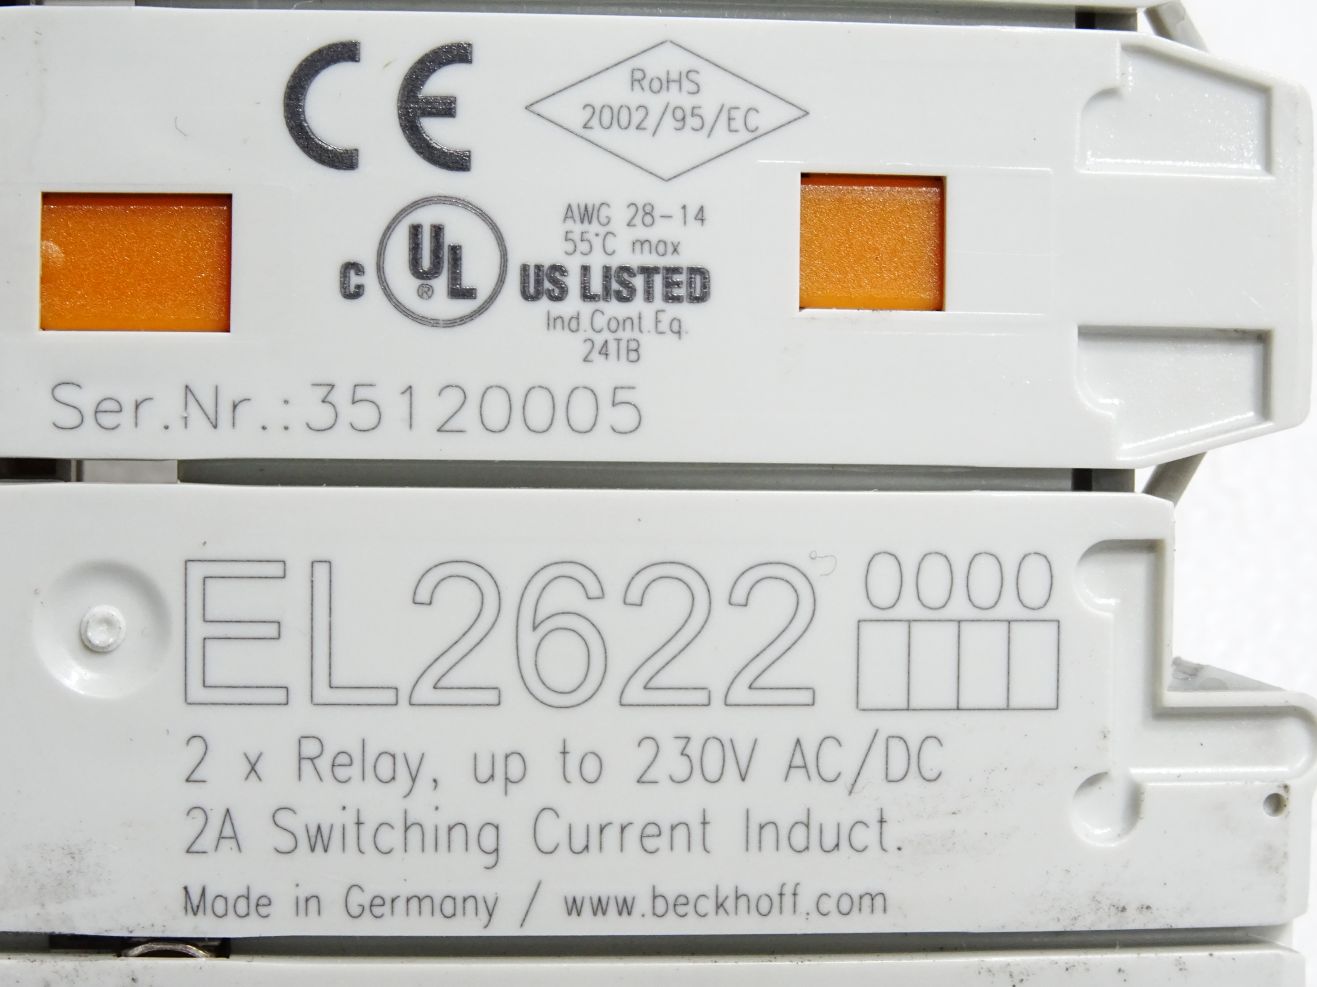 CE
RoHS
2002/95/EC
AWG 28-14
55°C max
C UL ® US LISTED
Ind.Cont.Eq.
24TB
Ser.Nr.:35120005
EL2622
0000
2 x Relay, up to 230V AC/DC
2A Switching Current Induct.
Made in Germany / www.beckhoff.com